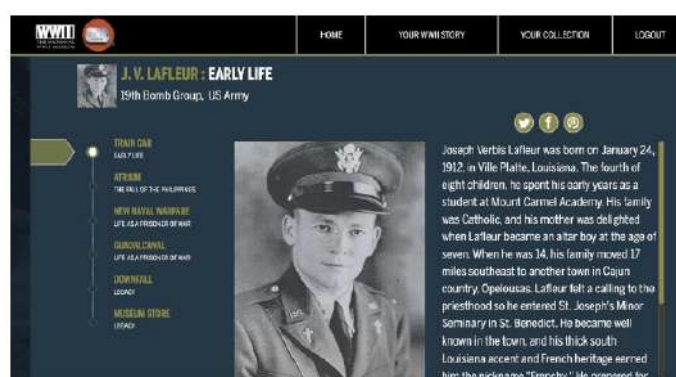 WWII
HOME
YOUR WWII STORY
YOUR COLLECTION
LOGOUT
J. V. LAFLEUR : EARLY LIFE
19th Bomb Group, US Army
TRAIN CAR
EARLY LIFE
ATRIUM
THE FALL OF THE PHILIPPINES
NEW NAVAL WARFARE
LIFE AS A PRISONER OF WAR
GUADALCANAL
LIFE AS A PRISONER OF WAR
DOWNFALL
LEGACY
MUSEUM STORE
LEGACY
Joseph Verbis Lafleur was born on January 24,
1912, in Ville Platte, Louisiana. The fourth of
eight children, he spent his early years as a
student at Mount Carmel Academy. His family
was Catholic, and his mother was delighted
when Lafleur became an altar boy at the age of
seven. When he was 14, his family moved 17
miles southeast to another town in Cajun
country, Opelousas. Lafleur felt a calling to the
priesthood so he entered St. Joseph's Minor
Seminary in St. Benedict. He became well
known in the town, and his thick south
Louisiana accent and French heritage earned
him the nickname "Frenchy." He prepared for